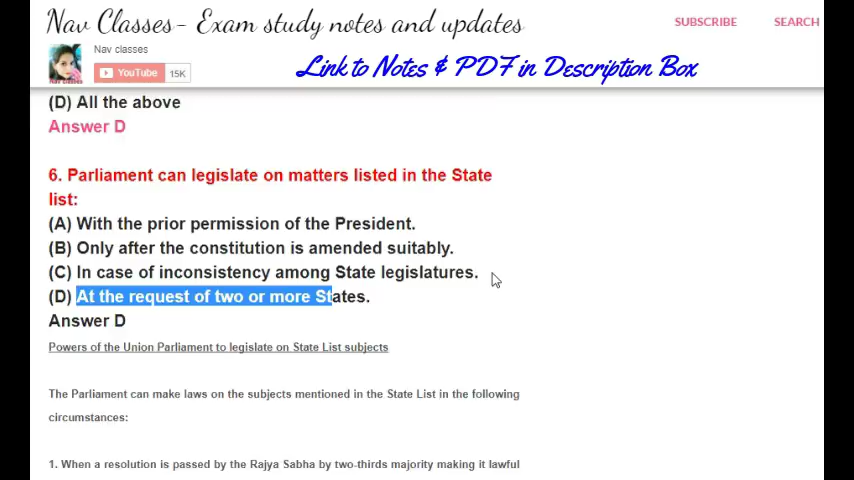 Nav Classes- Exam study notes and updates
SUBSCRIBE
SEARCH
Nav classes
YouTube 15K
Link to Notes & PDF in Description Box
(D) All the above
Answer D
6. Parliament can legislate on matters listed in the State
list:
(A) With the prior permission of the President.
(B) Only after the constitution is amended suitably.
(C) In case of inconsistency among State legislatures.
(D) At the request of two or more States.
Answer D
Powers of the Union Parliament to legislate on State List subjects
The Parliament can make laws on the subjects mentioned in the State List in the following
circumstances:
1. When a resolution is passed by the Rajya Sabha by two-thirds majority making it lawful